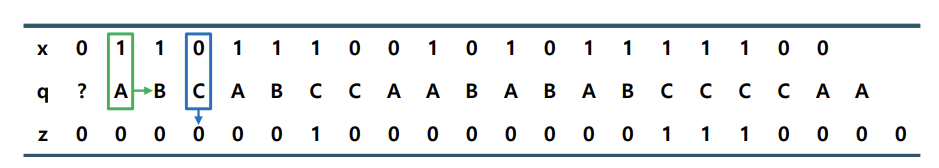 x 0 1 1 0 1 1 1 0 0 1 0 1 0 1 1 1 1 1 0 0
q ? A B C A B C C A A B A B A B C C C C A A
z 0 0 0 0 0 0 1 0 0 0 0 0 0 0 0 1 1 1 0 0 0 0